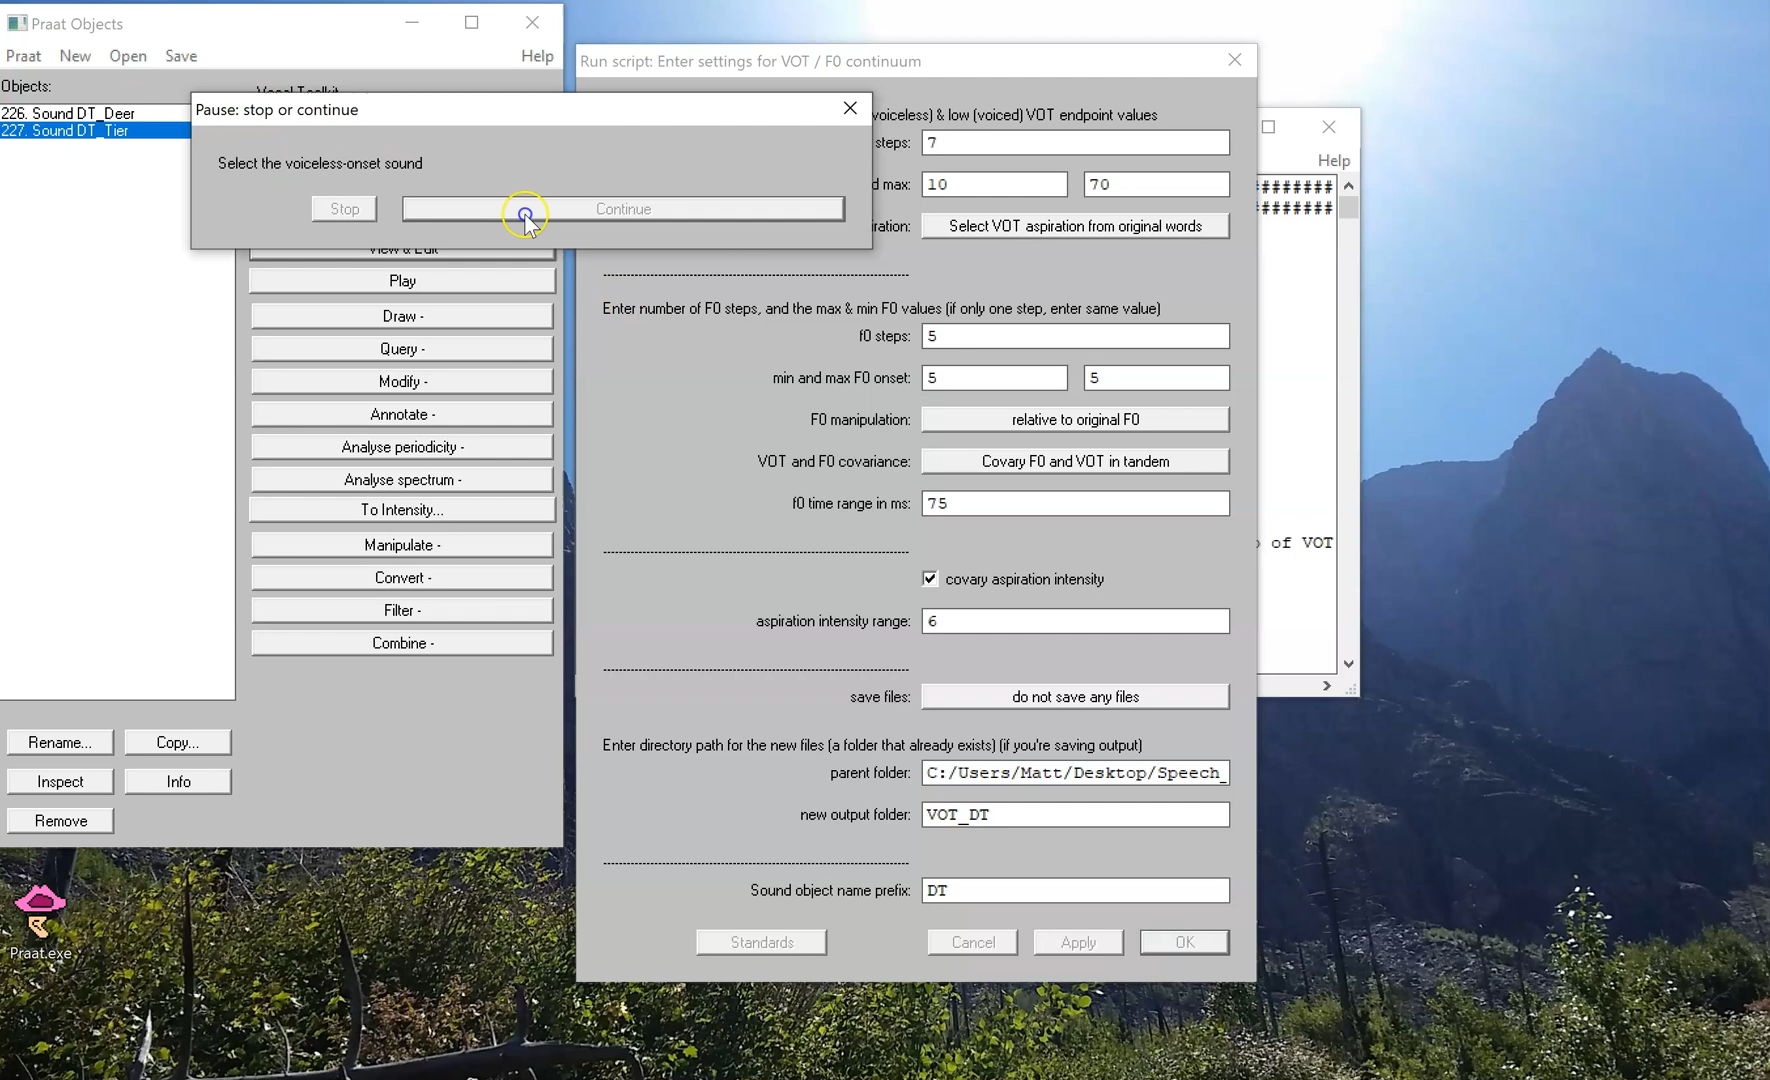 Praat Objects
Praat New Open Save Help
Objects:
226. Sound DT_Deer
227. Sound DT_Tier
Pause: stop or continue
Select the voiceless-onset sound
Stop
Continue
Play
Draw -
Query -
Modify -
Annotate -
Analyse periodicity -
Analyse spectrum -
To Intensity...
Manipulate -
Convert -
Filter -
Combine -
Rename...
Copy...
Inspect
Info
Remove
Praat.exe
Run script: Enter settings for VOT / F0 continuum
voiceless) & low (voiced) VOT endpoint values
steps: 7
d max: 10 70
iration: Select VOT aspiration from original words
Enter number of F0 steps, and the max & min F0 values (if only one step, enter same value)
f0 steps: 5
min and max F0 onset: 5 5
F0 manipulation: relative to original F0
VOT and F0 covariance: Covary F0 and VOT in tandem
f0 time range in ms: 75
covary aspiration intensity
aspiration intensity range: 6
save files: do not save any files
Enter directory path for the new files (a folder that already exists) (if you're saving output)
parent folder: C:/Users/Matt/Desktop/Speech_
new output folder: VOT_DT
Sound object name prefix: DT
Standards
Cancel
Apply
OK
Help
#######
#######
of VOT